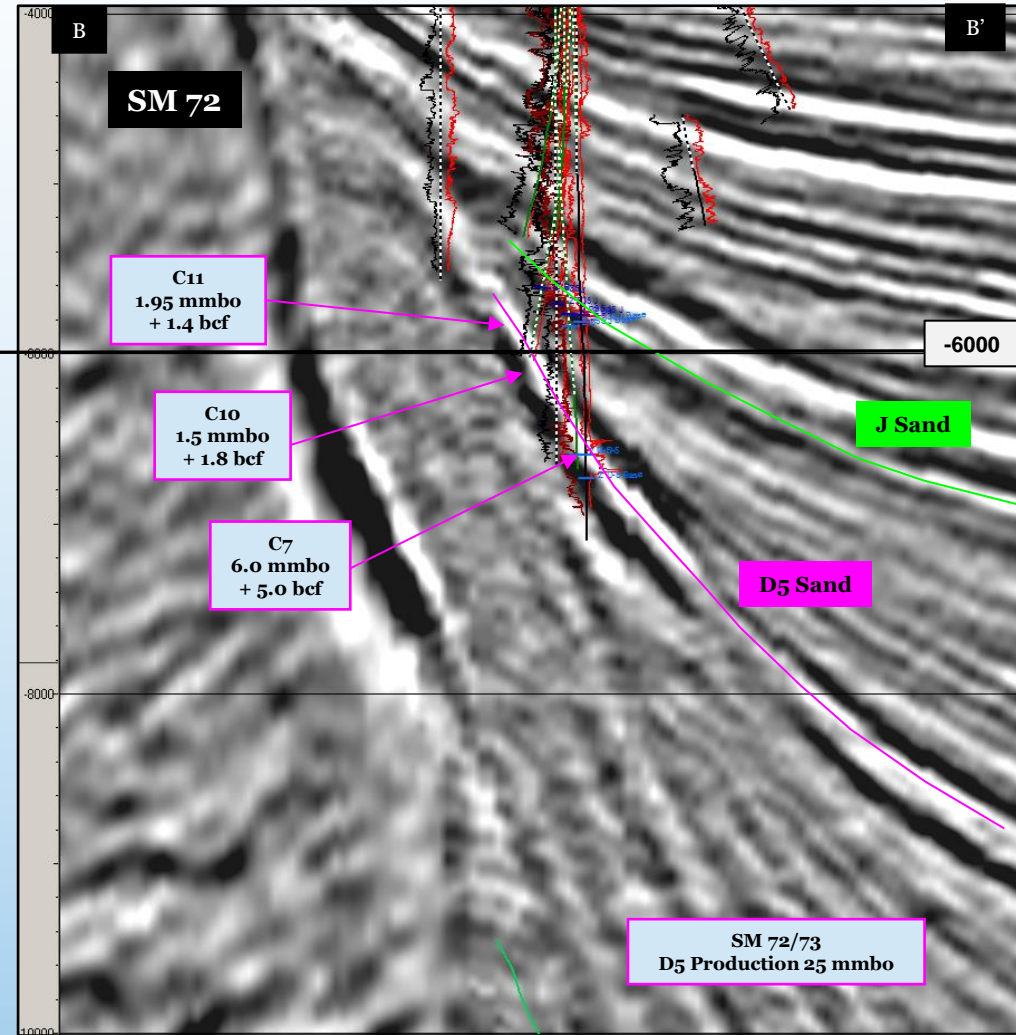 -4000
B
B'
SM 72
C11
1.95 mmbo
+ 1.4 bcf
-6000
-6000
C10
1.5 mmbo
+ 1.8 bcf
J Sand
C7
6.0 mmbo
+ 5.0 bcf
D5 Sand
-8000
SM 72/73
D5 Production 25 mmbo
-10000